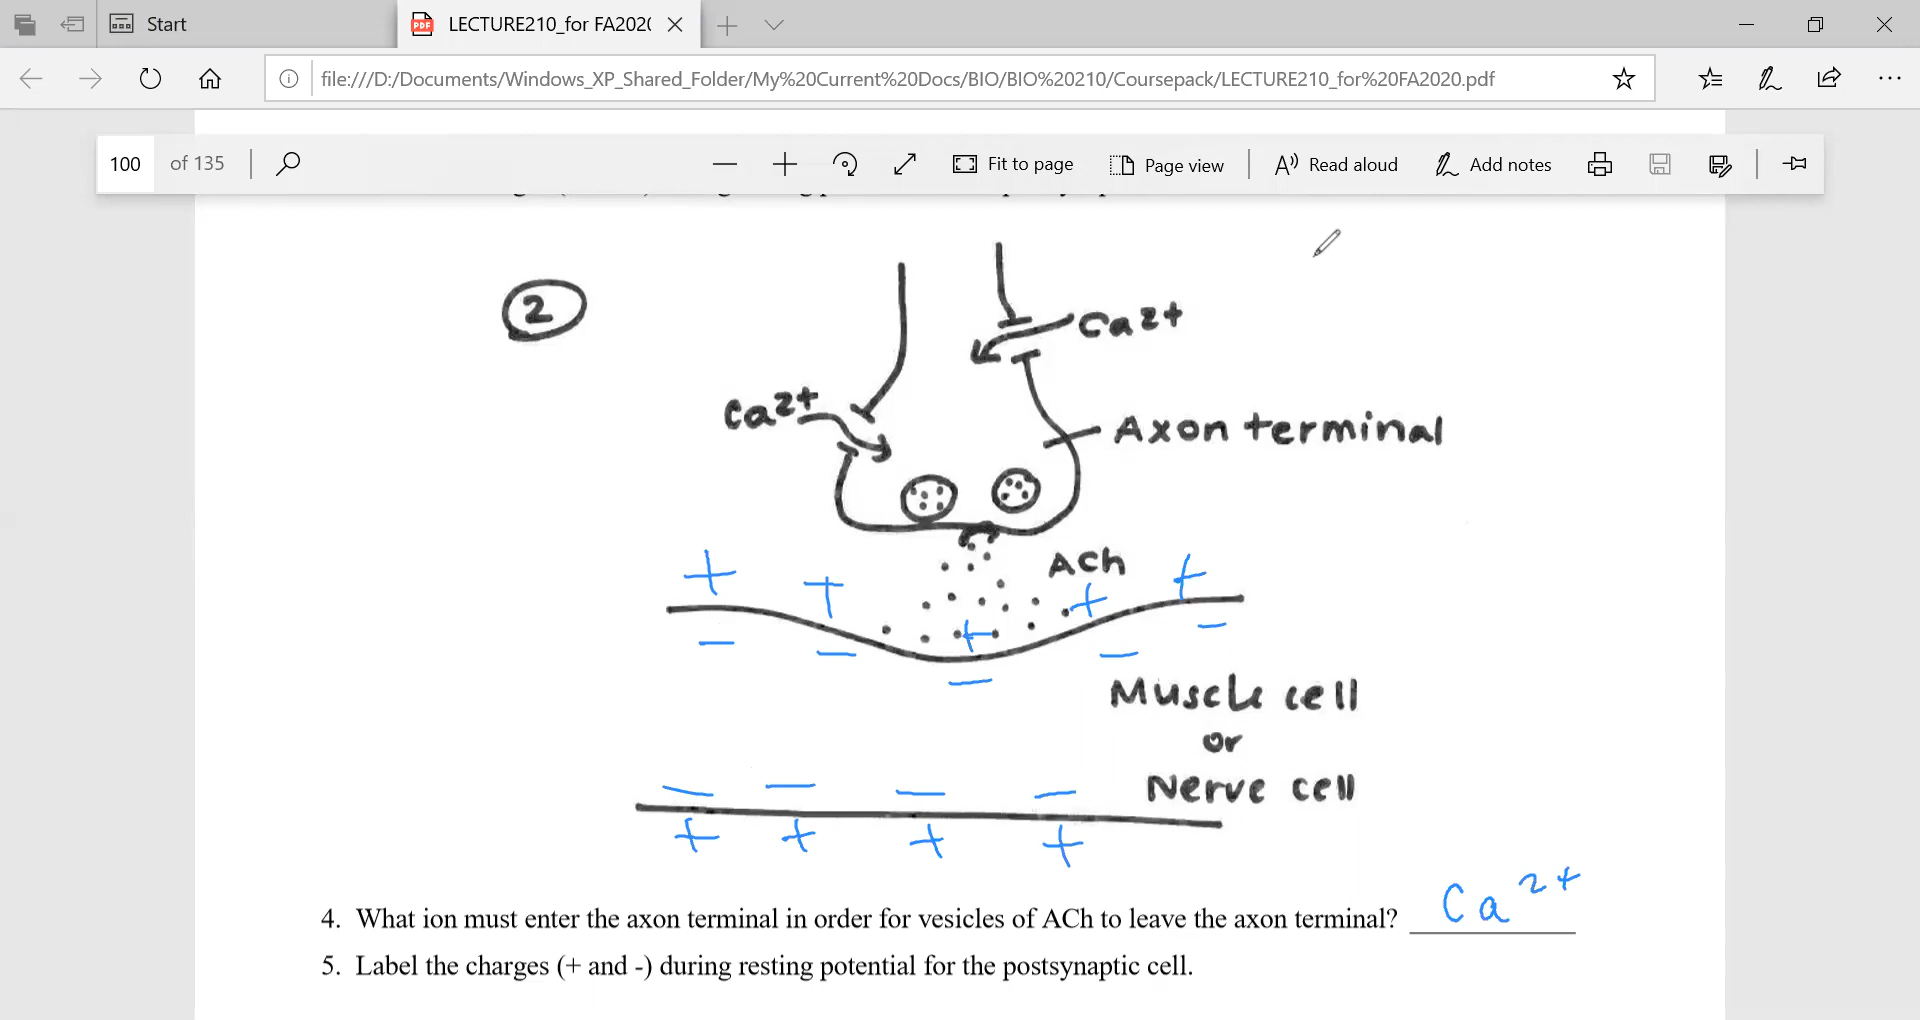 Start
LECTURE210_for FA202
file:///D:/Documents/Windows_XP_Shared_Folder/My%20Current%20Docs/BIO/BIO%20210/Coursepack/LECTURE210_for%20FA2020.pdf
100 of 135
Fit to page
Page view
Read aloud
Add notes
2
Ca2+
Ca2+
Axon terminal
ACh
+ + + + +
- - - - -
Muscle cell
or
Nerve cell
- - - -
+ + + +
4. What ion must enter the axon terminal in order for vesicles of ACh to leave the axon terminal? Ca 2+
5. Label the charges (+ and -) during resting potential for the postsynaptic cell.